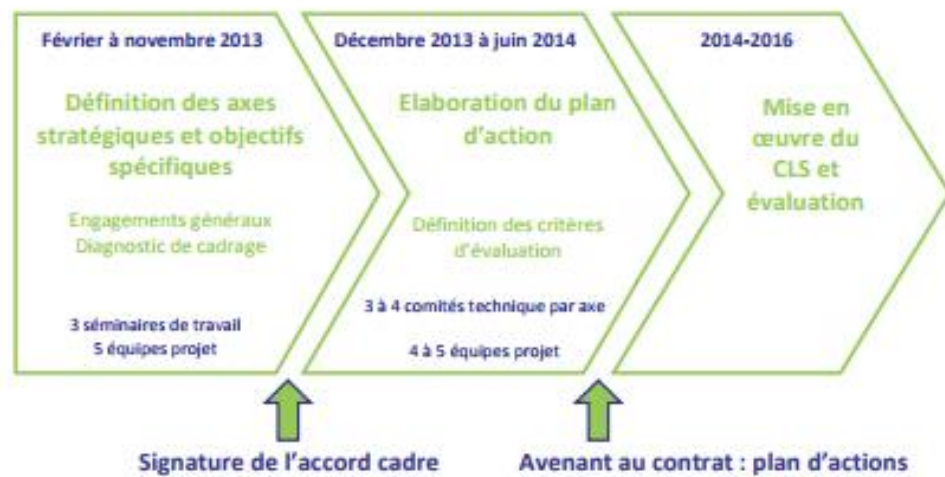 Février à novembre 2013
Définition des axes
stratégiques et objectifs
spécifiques
Engagements généraux
Diagnostic de cadrage
3 séminaires de travail
5 équipes projet
Décembre 2013 à juin 2014
Elaboration du plan
d'action
Définition des critères
d'évaluation
3 à 4 comités technique par axe
4 à 5 équipes projet
2014-2016
Mise en
œuvre du
CLS et
évaluation
Signature de l'accord cadre
Avenant au contrat : plan d'actions